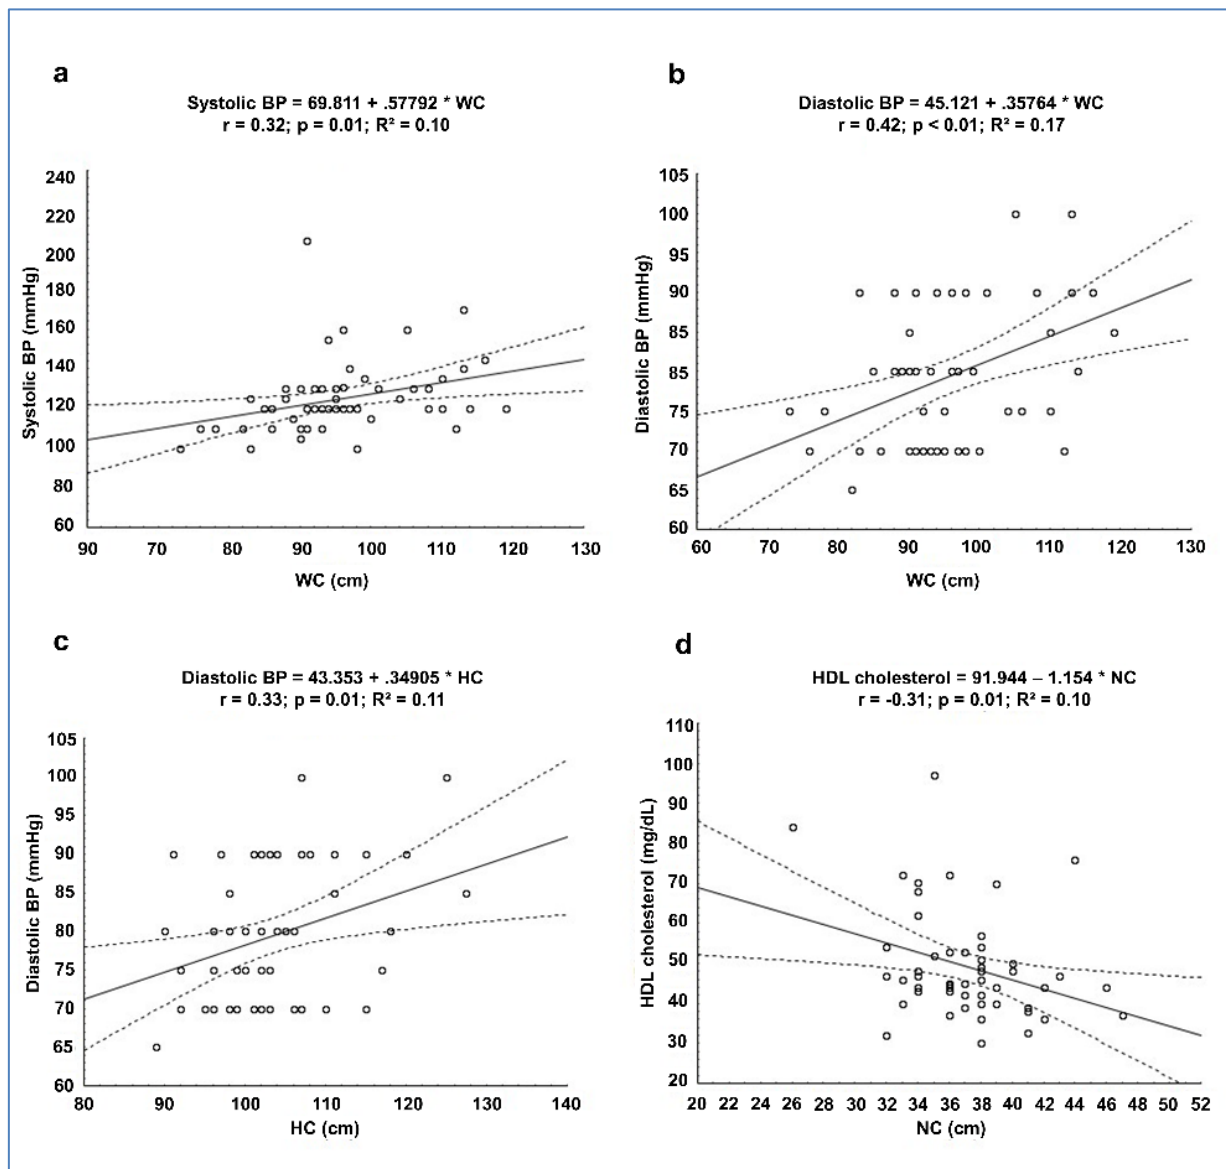 a
Systolic BP = 69.811 + .57792 * WC
r = 0.32; p = 0.01; R² = 0.10
240
220
200
180
160
140
120
100
80
60
Systolic BP (mmHg)
90 70 80 90 100 110 120 130
WC (cm)
b
Diastolic BP = 45.121 + .35764 * WC
r = 0.42; p < 0.01; R² = 0.17
105
100
95
90
85
85
75
70
65
60
Diastolic BP (mmHg)
60 70 80 90 100 110 120 130
WC (cm)
c
Diastolic BP = 43.353 + .34905 * HC
r = 0.33; p = 0.01; R² = 0.11
105
100
95
90
85
80
75
70
65
60
Diastolic BP (mmHg)
80 90 100 110 120 130 140
HC (cm)
d
HDL cholesterol = 91.944 – 1.154 * NC
r = -0.31; p = 0.01; R² = 0.10
110
100
90
80
70
60
50
40
30
20
HDL cholesterol (mg/dL)
20 22 24 26 28 30 32 34 36 38 40 42 44 46 48 50 52
NC (cm)